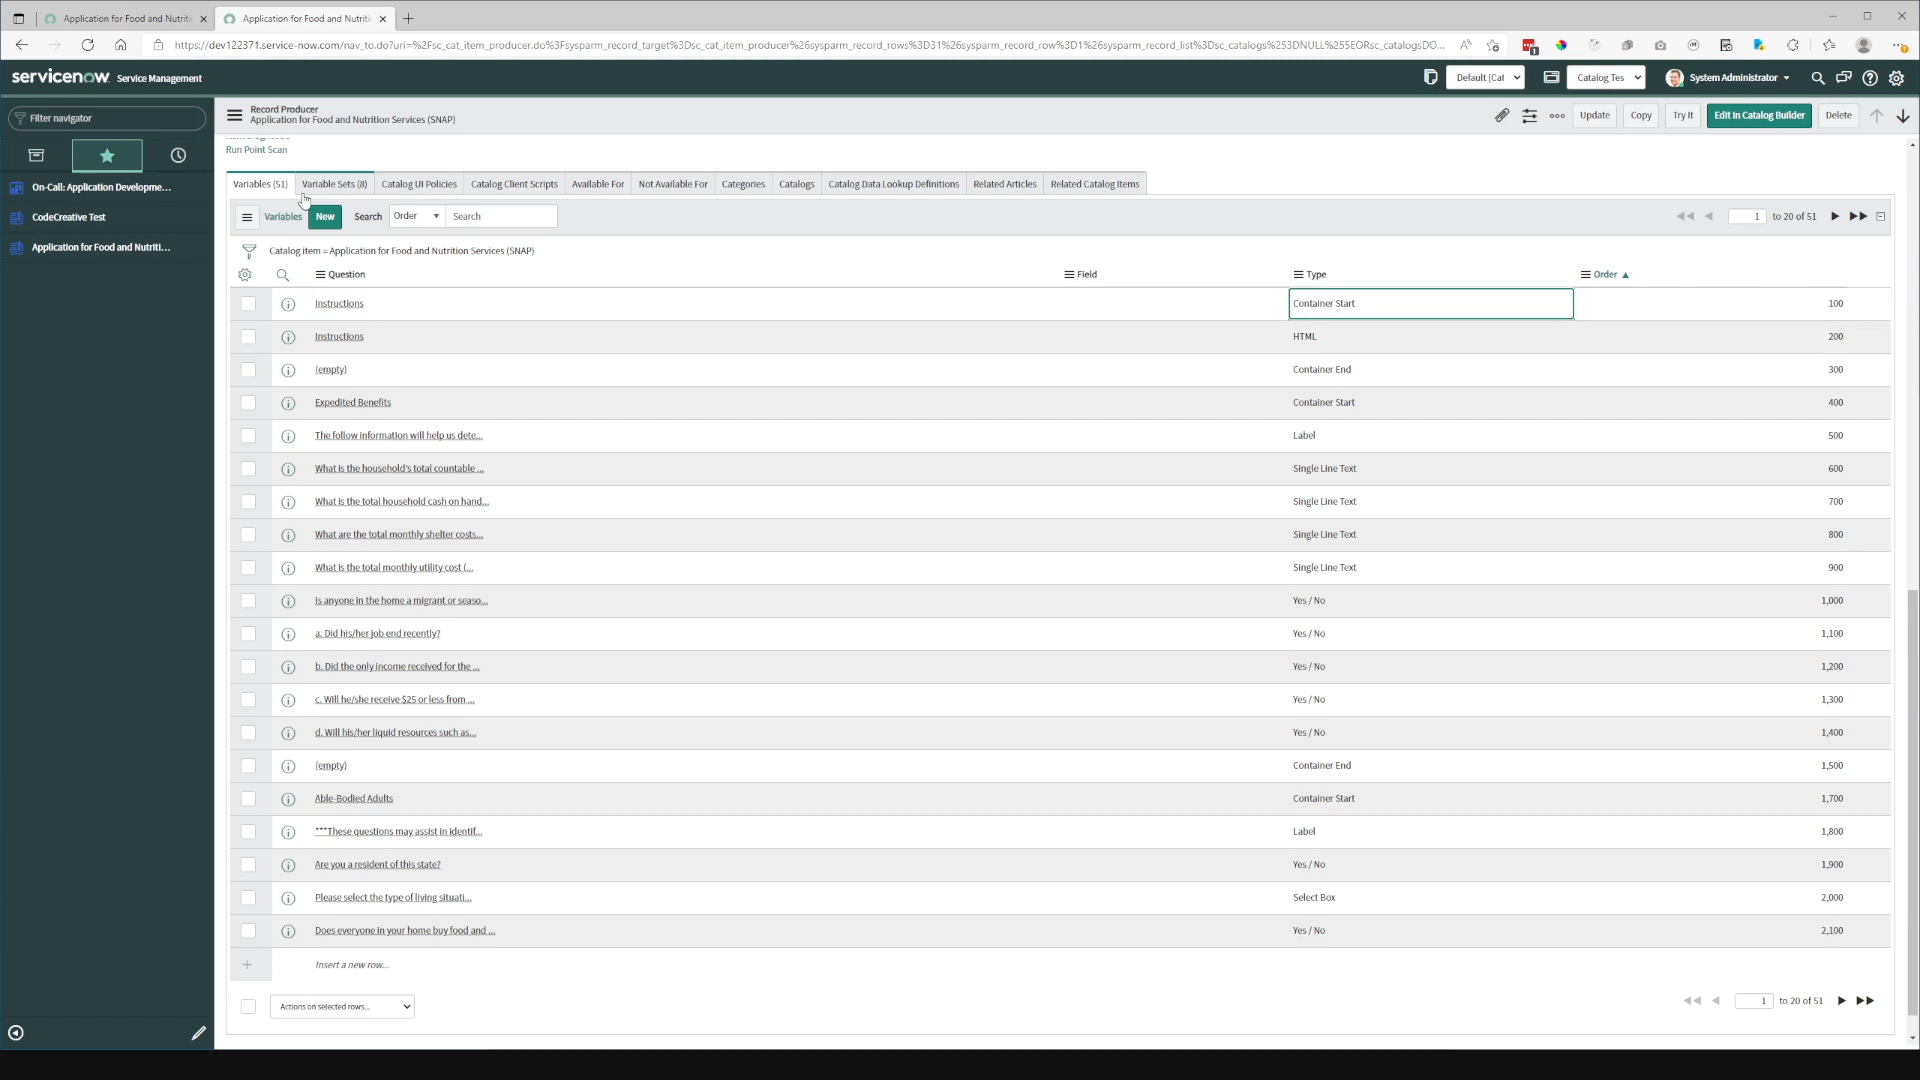 Application for Food and Nutritic
Application for Food and Nutritic
https://dev122371.service-now.com/nav_to.do?uri=%2Fsc_cat_item_producer.do%3Fsysparm_record_target%3Dsc_cat_item_producer%26sysparm_record_rows%3D31%26sysparm_record_row%3D1%26sysparm_record_list%3Dsc_catalogs%253DNULL%255EORsc_catalogsDO...
servicenow Service Management
Default [Cat
Catalog Tes
System Administrator
Filter navigator
Record Producer
Application for Food and Nutrition Services (SNAP)
Update
Copy
Try It
Edit in Catalog Builder
Delete
On-Call: Application Developme...
CodeCreative Test
Application for Food and Nutriti...
Run Point Scan
Variables (51)
Variable Sets (8)
Catalog UI Policies
Catalog Client Scripts
Available For
Not Available For
Categories
Catalogs
Catalog Data Lookup Definitions
Related Articles
Related Catalog Items
Variables
New
Search
Order
Search
1 to 20 of 51
Catalog item = Application for Food and Nutrition Services (SNAP)
Question Field Type Order
Instructions Container Start 100
Instructions HTML 200
(empty) Container End 300
Expedited Benefits Container Start 400
The follow information will help us dete... Label 500
What is the household's total countable ... Single Line Text 600
What is the total household cash on hand... Single Line Text 700
What are the total monthly shelter costs... Single Line Text 800
What is the total monthly utility cost (... Single Line Text 900
Is anyone in the home a migrant or seaso... Yes / No 1,000
a. Did his/her job end recently? Yes / No 1,100
b. Did the only income received for the ... Yes / No 1,200
c. Will he/she receive $25 or less from ... Yes / No 1,300
d. Will his/her liquid resources such as... Yes / No 1,400
(empty) Container End 1,500
Able-Bodied Adults Container Start 1,700
***These questions may assist in identif... Label 1,800
Are you a resident of this state? Yes / No 1,900
Please select the type of living situati... Select Box 2,000
Does everyone in your home buy food and ... Yes / No 2,100
Insert a new row...
Actions on selected rows...
1 to 20 of 51